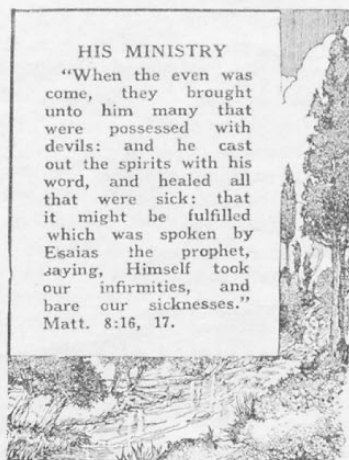 HIS MINISTRY
"When the even was
come, they brought
unto him many that
were possessed with
devils: and he cast
out the spirits with his
word, and healed all
that were sick: that
it might be fulfilled
which was spoken by
Esaias the prophet,
saying, Himself took
our infirmities, and
bare our sicknesses."
Matt. 8:16, 17.